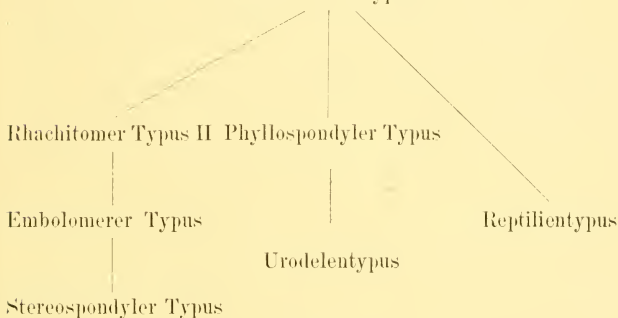 Rhachitomer Typus II Phyllospondyler Typus
Embolomerer Typus
Reptilientypus
Urodelentypus
Stereospondyler Typus